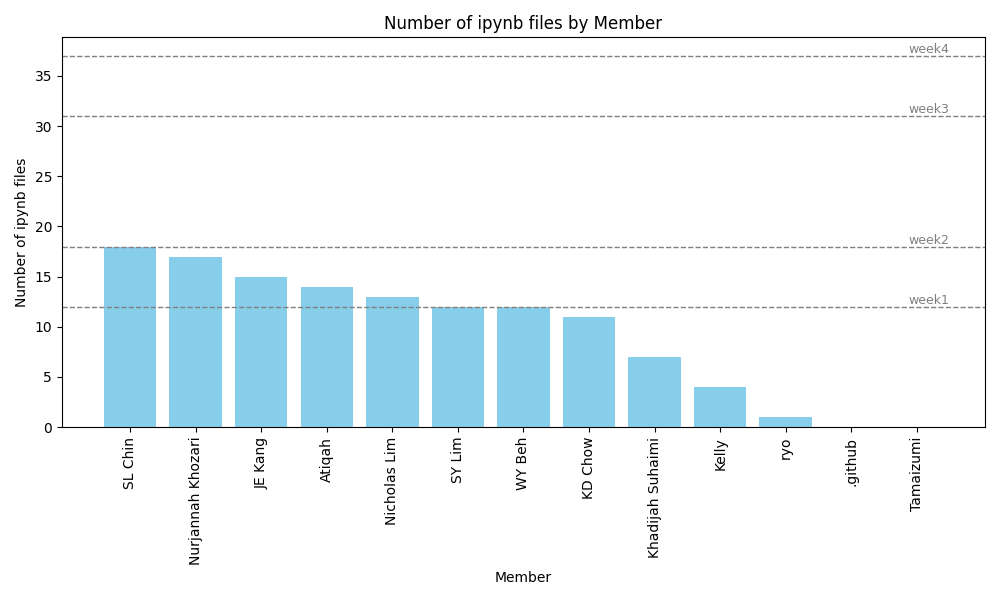 Number of ipynb files by Member
Number of ipynb files
35
30
25
20
15
10
5
0
week4
week3
week2
week1
SL Chin
Nurjannah Khozari
JE Kang
Atiqah
Nicholas Lim
SY Lim
WY Beh
KD Chow
Khadijah Suhaimi
Kelly
ryo
.github
Tamaizumi
Member